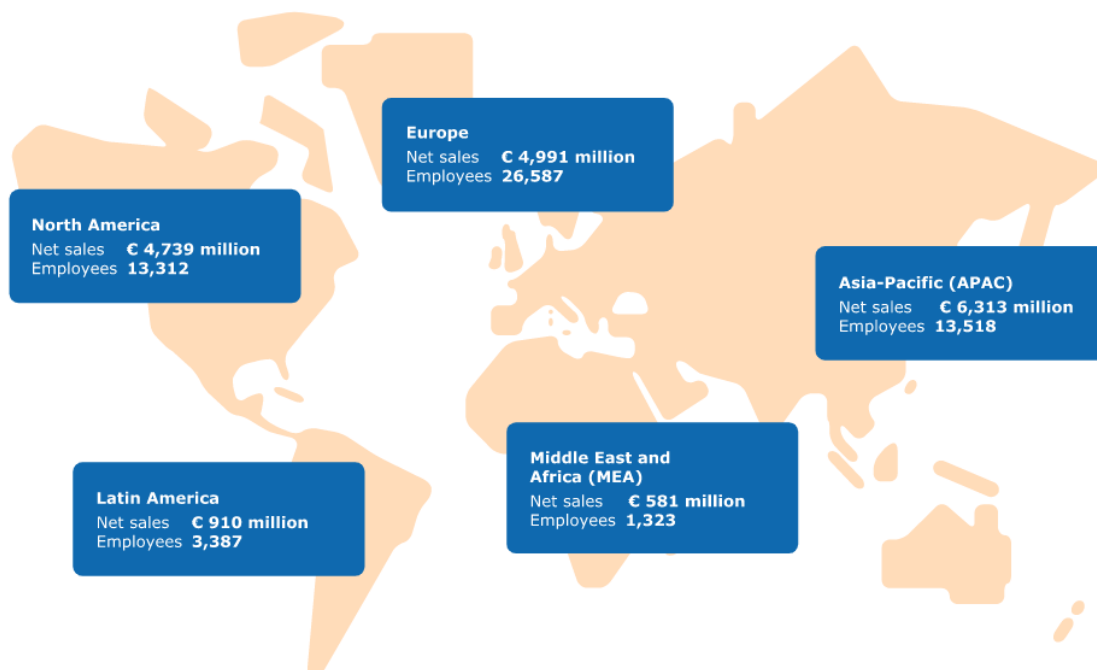 Europe
Net sales € 4,991 million
Employees 26,587
North America
Net sales € 4,739 million
Employees 13,312
Asia-Pacific (APAC)
Net sales € 6,313 million
Employees 13,518
Middle East and
Africa (MEA)
Net sales € 581 million
Employees 1,323
Latin America
Net sales € 910 million
Employees 3,387